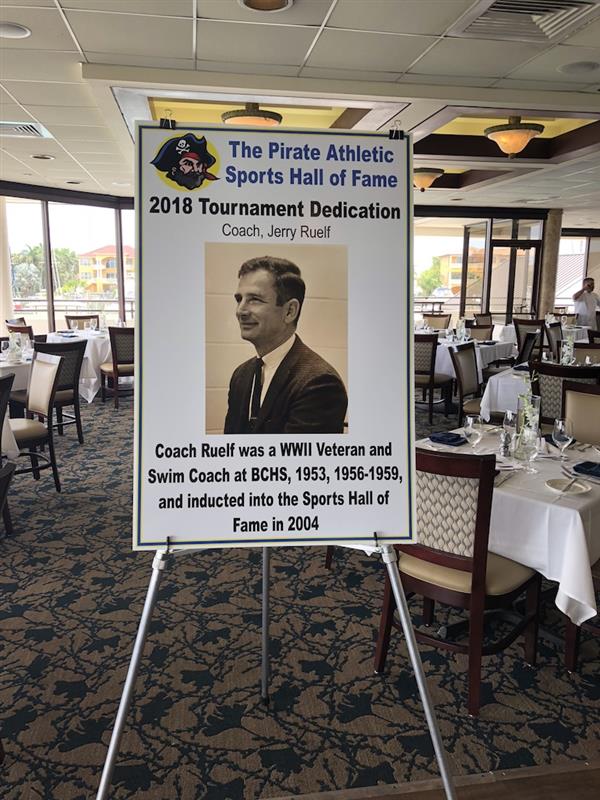 The Pirate Athletic
Sports Hall of Fame
2018 Tournament Dedication
Coach, Jerry Ruelf
Coach Ruelf was a WWII Veteran and
Swim Coach at BCHS, 1953, 1956-1959,
and inducted into the Sports Hall of
Fame in 2004